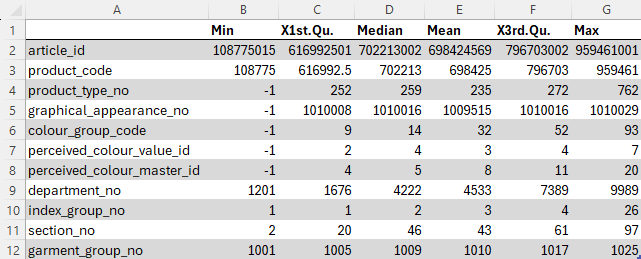 A B C D E F G
1 Min X1st.Qu. Median Mean X3rd.Qu. Max
2 article_id 108775015 616992501 702213002 698424569 796703002 959461001
3 product_code 108775 616992.5 702213 698425 796703 959461
4 product_type_no -1 252 259 235 272 762
5 graphical_appearance_no -1 1010008 1010016 1009515 1010016 1010029
6 colour_group_code -1 9 14 32 52 93
7 perceived_colour_value_id -1 2 4 3 4 7
8 perceived_colour_master_id -1 4 5 8 11 20
9 department_no 1201 1676 4222 4533 7389 9989
10 index_group_no 1 1 2 3 4 26
11 section_no 2 20 46 43 61 97
12 garment_group_no 1001 1005 1009 1010 1017 1025